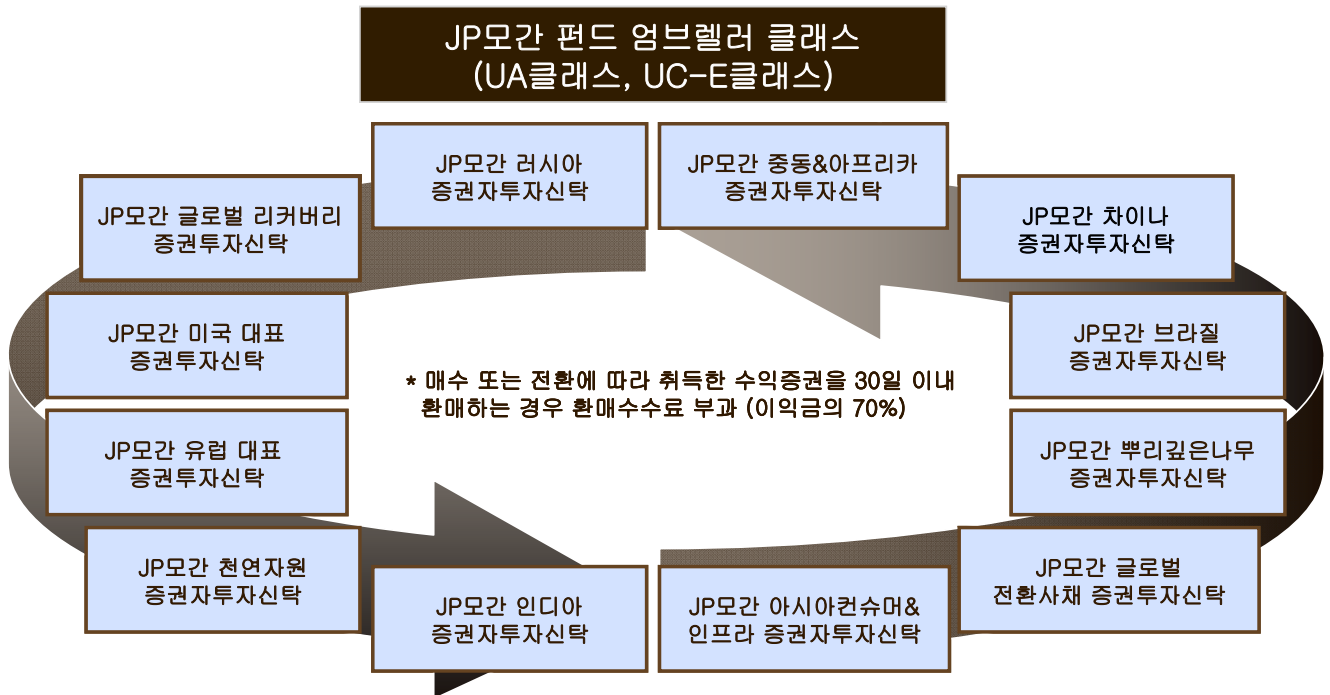 JP모간 펀드 엄브렐러 클래스
(UA클래스, UC-E클래스)
JP모간 러시아
증권자투자신탁
JP모간 중동&아프리카
증권자투자신탁
JP모간 글로벌 리커버리
증권투자신탁
JP모간 차이나
증권자투자신탁
JP모간 미국 대표
증권투자신탁
JP모간 브라질
증권자투자신탁
* 매수 또는 전환에 따라 취득한 수익증권을 30일 이내
환매하는 경우 환매수수료 부과 (이익금의 70%)
JP모간 유럽 대표
증권자투자신탁
JP모간 뿌리깊은나무
증권자투자신탁
JP모간 천연자원
증권자투자신탁
JP모간 글로벌
전환사채 증권투자신탁
JP모간 인디아
증권자투자신탁
JP모간 아시아컨슈머&
인프라 증권자투자신탁